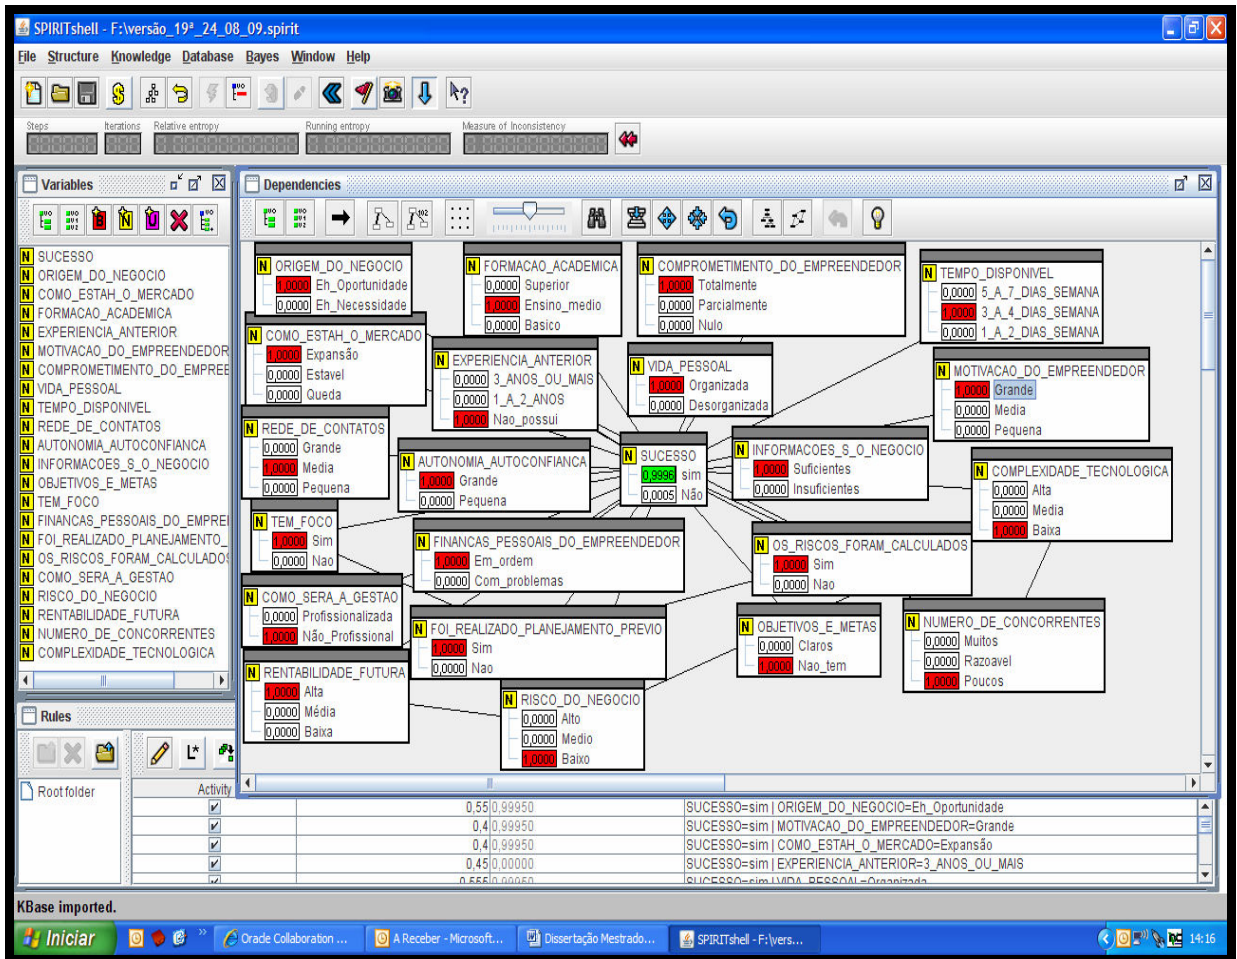 SPIRITshell - F:\versão_19ª_24_08_09.spirit
File Structure Knowledge Database Bayes Window Help
Steps Iterations Relative entropy Running entropy Measure of Inconsistency
Variables
SUCESSO
ORIGEM_DO_NEGOCIO
COMO_ESTAH_O_MERCADO
FORMACAO_ACADEMICA
EXPERIENCIA_ANTERIOR
MOTIVACAO_DO_EMPREENDEDOR
COMPROMETIMENTO_DO_EMPREE
VIDA_PESSOAL
TEMPO_DISPONIVEL
REDE_DE_CONTATOS
AUTONOMIA_AUTOCONFIANCA
INFORMACOES_S_O_NEGOCIO
OBJETIVOS_E_METAS
TEM_FOCO
FINANCAS_PESSOAIS_DO_EMPREI
FOI_REALIZADO_PLANEJAMENTO_
OS_RISCOS_FORAM_CALCULADOS
COMO_SERA_A_GESTAO
RISCO_DO_NEGOCIO
RENTABILIDADE_FUTURA
NUMERO_DE_CONCORRENTES
COMPLEXIDADE_TECNOLOGICA
Dependencies
N ORIGEM_DO_NEGOCIO
1,0000 Eh_Oportunidade
0,0000 Eh_Necessidade
N FORMACAO_ACADEMICA
0,0000 Superior
1,0000 Ensino_medio
0,0000 Basico
N COMPROMETIMENTO_DO_EMPREENDEDOR
1,0000 Totalmente
0,0000 Parcialmente
0,0000 Nulo
N TEMPO_DISPONIVEL
0,0000 5_A_7_DIAS_SEMANA
1,0000 3_A_4_DIAS_SEMANA
0,0000 1_A_2_DIAS_SEMANA
N COMO_ESTAH_O_MERCADO
1,0000 Expansão
0,0000 Estavel
0,0000 Queda
N EXPERIENCIA_ANTERIOR
0,0000 3_ANOS_OU_MAIS
0,0000 1_A_2_ANOS
1,0000 Nao_possui
N VIDA_PESSOAL
1,0000 Organizada
0,0000 Desorganizada
N MOTIVACAO_DO_EMPREENDEDOR
1,0000 Grande
0,0000 Media
0,0000 Pequena
N REDE_DE_CONTATOS
0,0000 Grande
1,0000 Media
0,0000 Pequena
N AUTONOMIA_AUTOCONFIANCA
1,0000 Grande
0,0000 Pequena
N SUCESSO
0,9996 sim
0,0005 Não
N INFORMACOES_S_O_NEGOCIO
1,0000 Suficientes
0,0000 Insuficientes
N COMPLEXIDADE_TECNOLOGICA
0,0000 Alta
0,0000 Media
1,0000 Baixa
N TEM_FOCO
1,0000 Sim
0,0000 Nao
N FINANCAS_PESSOAIS_DO_EMPREENDEDOR
1,0000 Em_ordem
0,0000 Com_problemas
N OS_RISCOS_FORAM_CALCULADOS
1,0000 Sim
0,0000 Nao
N COMO_SERA_A_GESTAO
0,0000 Profissionalizada
1,0000 Não_Profissional
N FOI_REALIZADO_PLANEJAMENTO_PREVIO
1,0000 Sim
0,0000 Nao
N OBJETIVOS_E_METAS
0,0000 Claros
1,0000 Nao_tem
N NUMERO_DE_CONCORRENTES
0,0000 Muitos
0,0000 Razoavel
1,0000 Poucos
N RENTABILIDADE_FUTURA
1,0000 Alta
0,0000 Média
0,0000 Baixa
N RISCO_DO_NEGOCIO
0,0000 Alto
0,0000 Medio
1,0000 Baixo
Rules
L*
Root folder
Activity
0,55 0,99950 SUCESSO=sim | ORIGEM_DO_NEGOCIO=Eh_Oportunidade
0,4 0,99950 SUCESSO=sim | MOTIVACAO_DO_EMPREENDEDOR=Grande
0,4 0,99950 SUCESSO=sim | COMO_ESTAH_O_MERCADO=Expansão
0,45 0,00000 SUCESSO=sim | EXPERIENCIA_ANTERIOR=3_ANOS_OU_MAIS
0,555 0,99950 SUCESSO=sim | VIDA_PESSOAL=Organizada
KBase imported.
Iniciar Oracle Collaboration ... A Receber - Microsoft... Dissertação Mestrado... SPIRITshell - F:\vers... 14:16